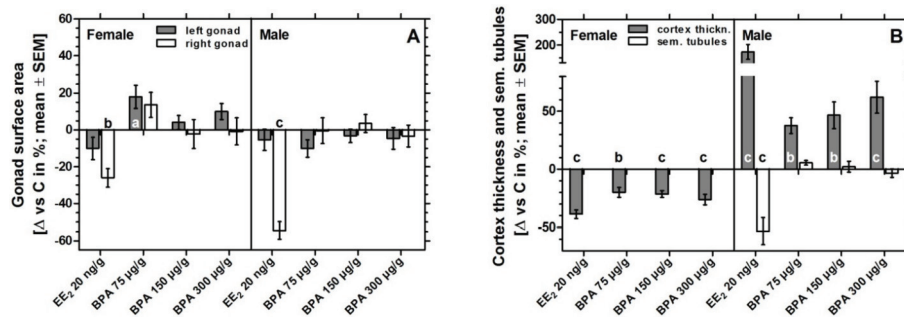 Gonad surface area
[Δ vs C in %; mean ± SEM]
60
40
20
0
-20
-40
-60
Female
left gonad
right gonad
Male
A
b
a
c
EE2 20 ng/g
BPA 75 µg/g
BPA 150 µg/g
BPA 300 µg/g
EE2 20 ng/g
BPA 75 µg/g
BPA 150 µg/g
BPA 300 µg/g
Cortex thickness and sem. tubules
[Δ vs C in %; mean ± SEM]
300
200
100
50
0
-50
Female
cortex thickn.
sem. tubules
Male
B
c
b
c
c
c
c
b
b
c
EE2 20 ng/g
BPA 75 µg/g
BPA 150 µg/g
BPA 300 µg/g
EE2 20 ng/g
BPA 75 µg/g
BPA 150 µg/g
BPA 300 µg/g